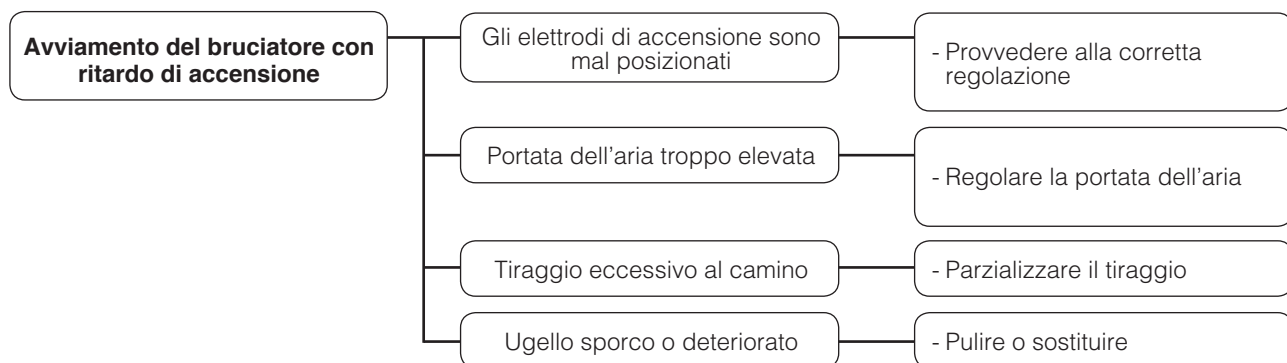 Avviamento del bruciatore con
ritardo di accensione
Gli elettrodi di accensione sono
mal posizionati
- Provvedere alla corretta
regolazione
Portata dell’aria troppo elevata
- Regolare la portata dell’aria
Tiraggio eccessivo al camino
- Parzializzare il tiraggio
Ugello sporco o deteriorato
- Pulire o sostituire